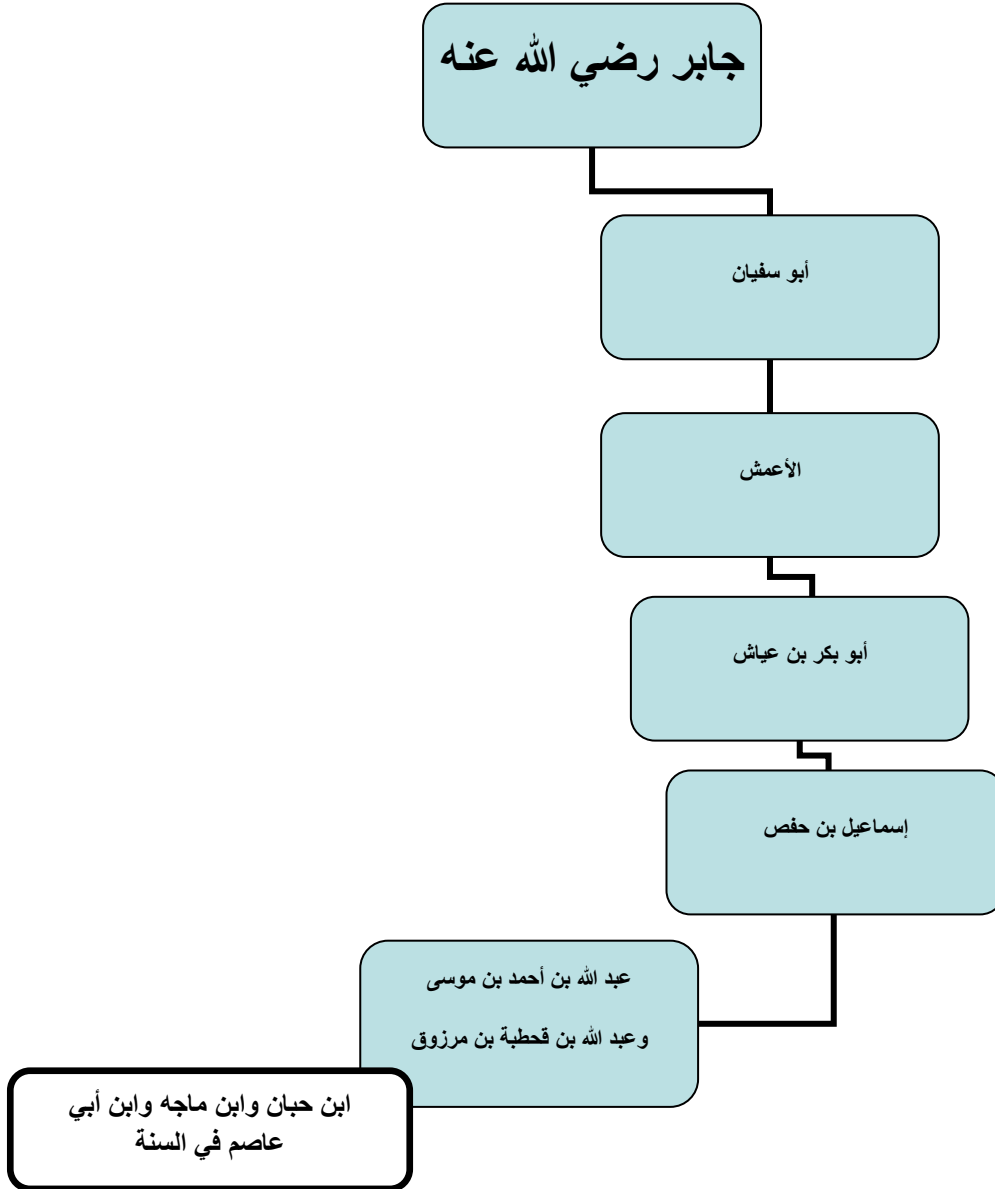 جابر رضي الله عنه
أبو سفيان
الأعمش
أبو بكر بن عياش
إسماعيل بن حفص
عبد الله بن أحمد بن موسى
وعبد الله بن قحطبة بن مرزوق
ابن حبان وابن ماجه وابن أبي
عاصم في السنة